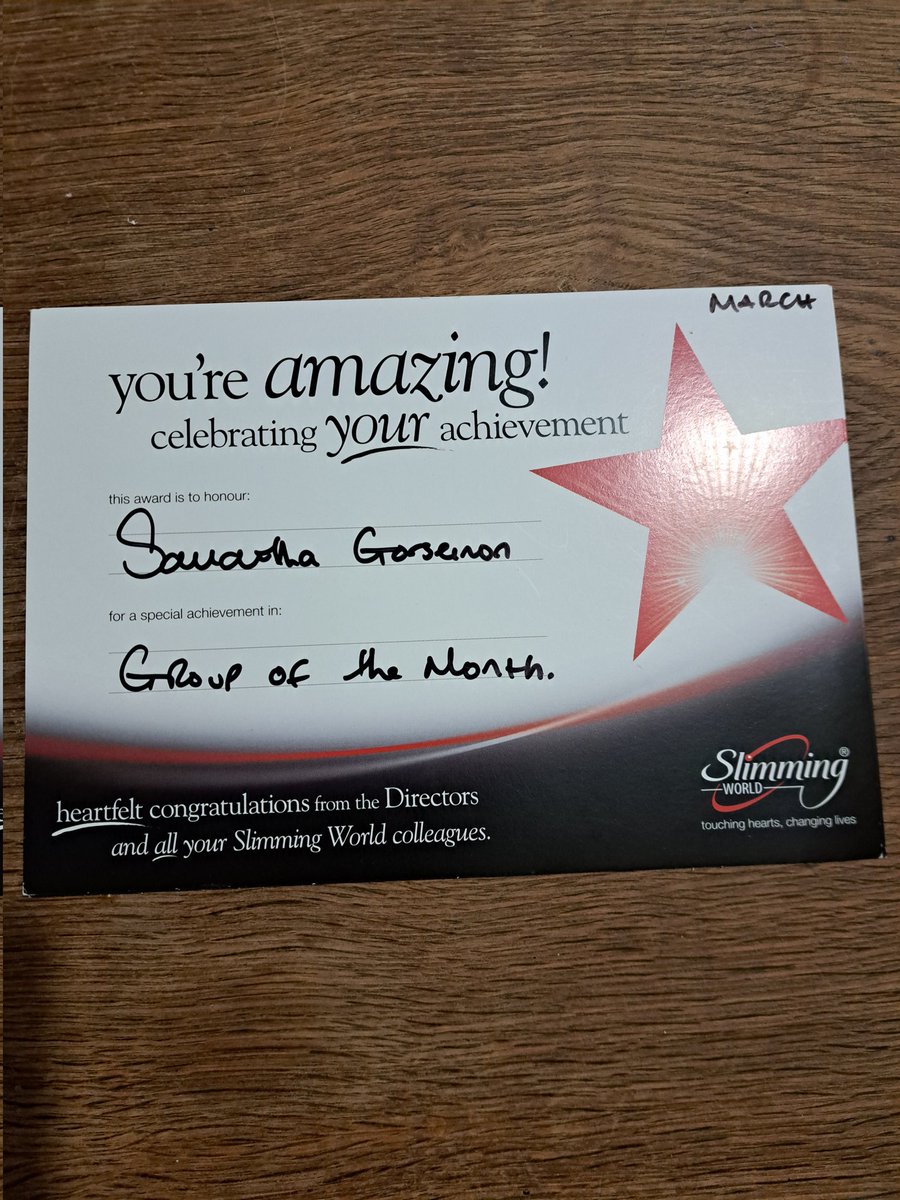 MARCH
you're amazing!
celebrating your achievement
this award is to honour:
Samantha Gorseinon
for a special achievement in:
Group of the Month.
heartfelt congratulations from the Directors
and all your Slimming World colleagues.
Slimming®
WORLD
touching hearts, changing lives